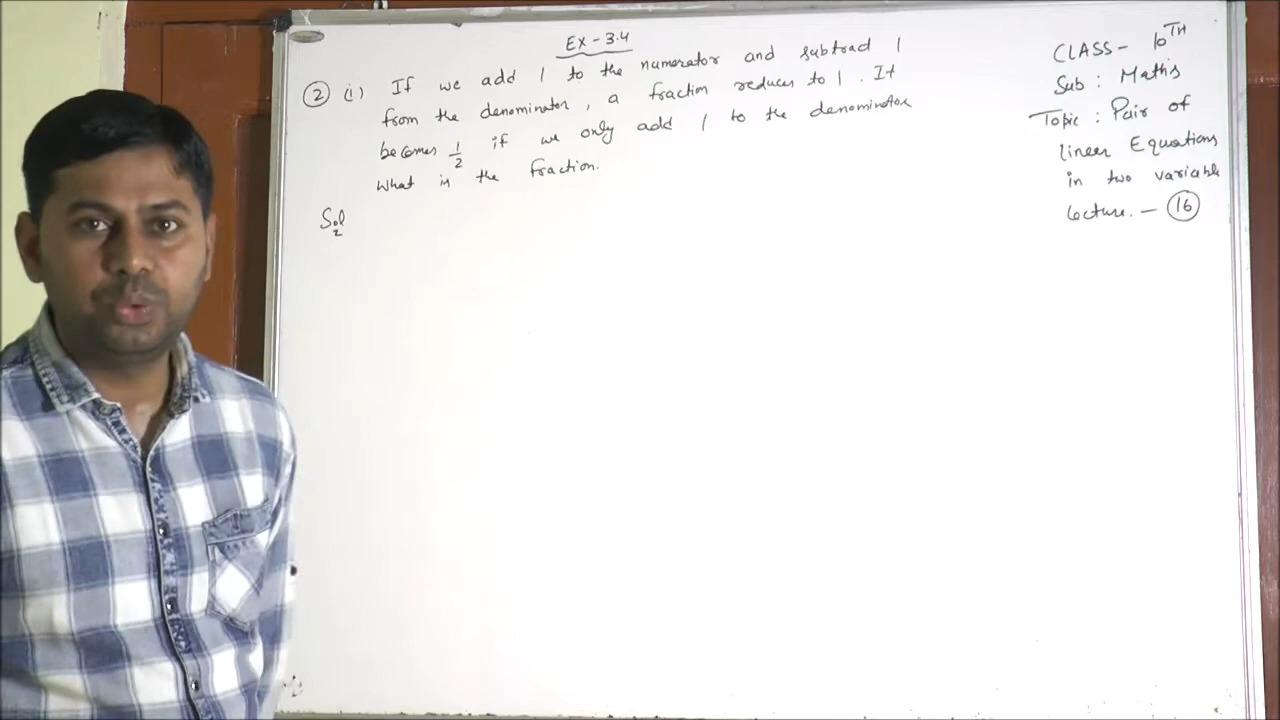 Ex - 3.4
2 (i) If we add 1 to the numerator and subtract 1
from the denominator, a fraction reduces to 1. It
becomes 1/2 if we only add 1 to the denominator
What is the fraction.
Sol
CLASS - 10TH
Sub : Maths
Topic : Pair of
linear Equations
in two variable
lecture. - 16